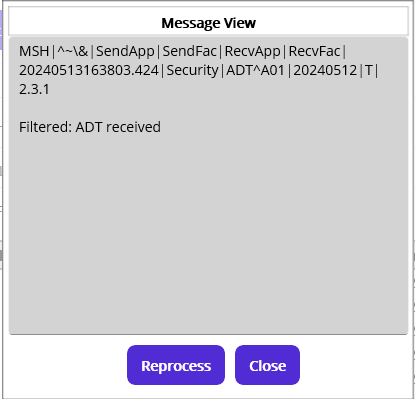 Message View
MSH|^~\&|SendApp|SendFac|RecvApp|RecvFac|
20240513163803.424|Security|ADT^A01|20240512|T|
2.3.1
Filtered: ADT received
Reprocess
Close